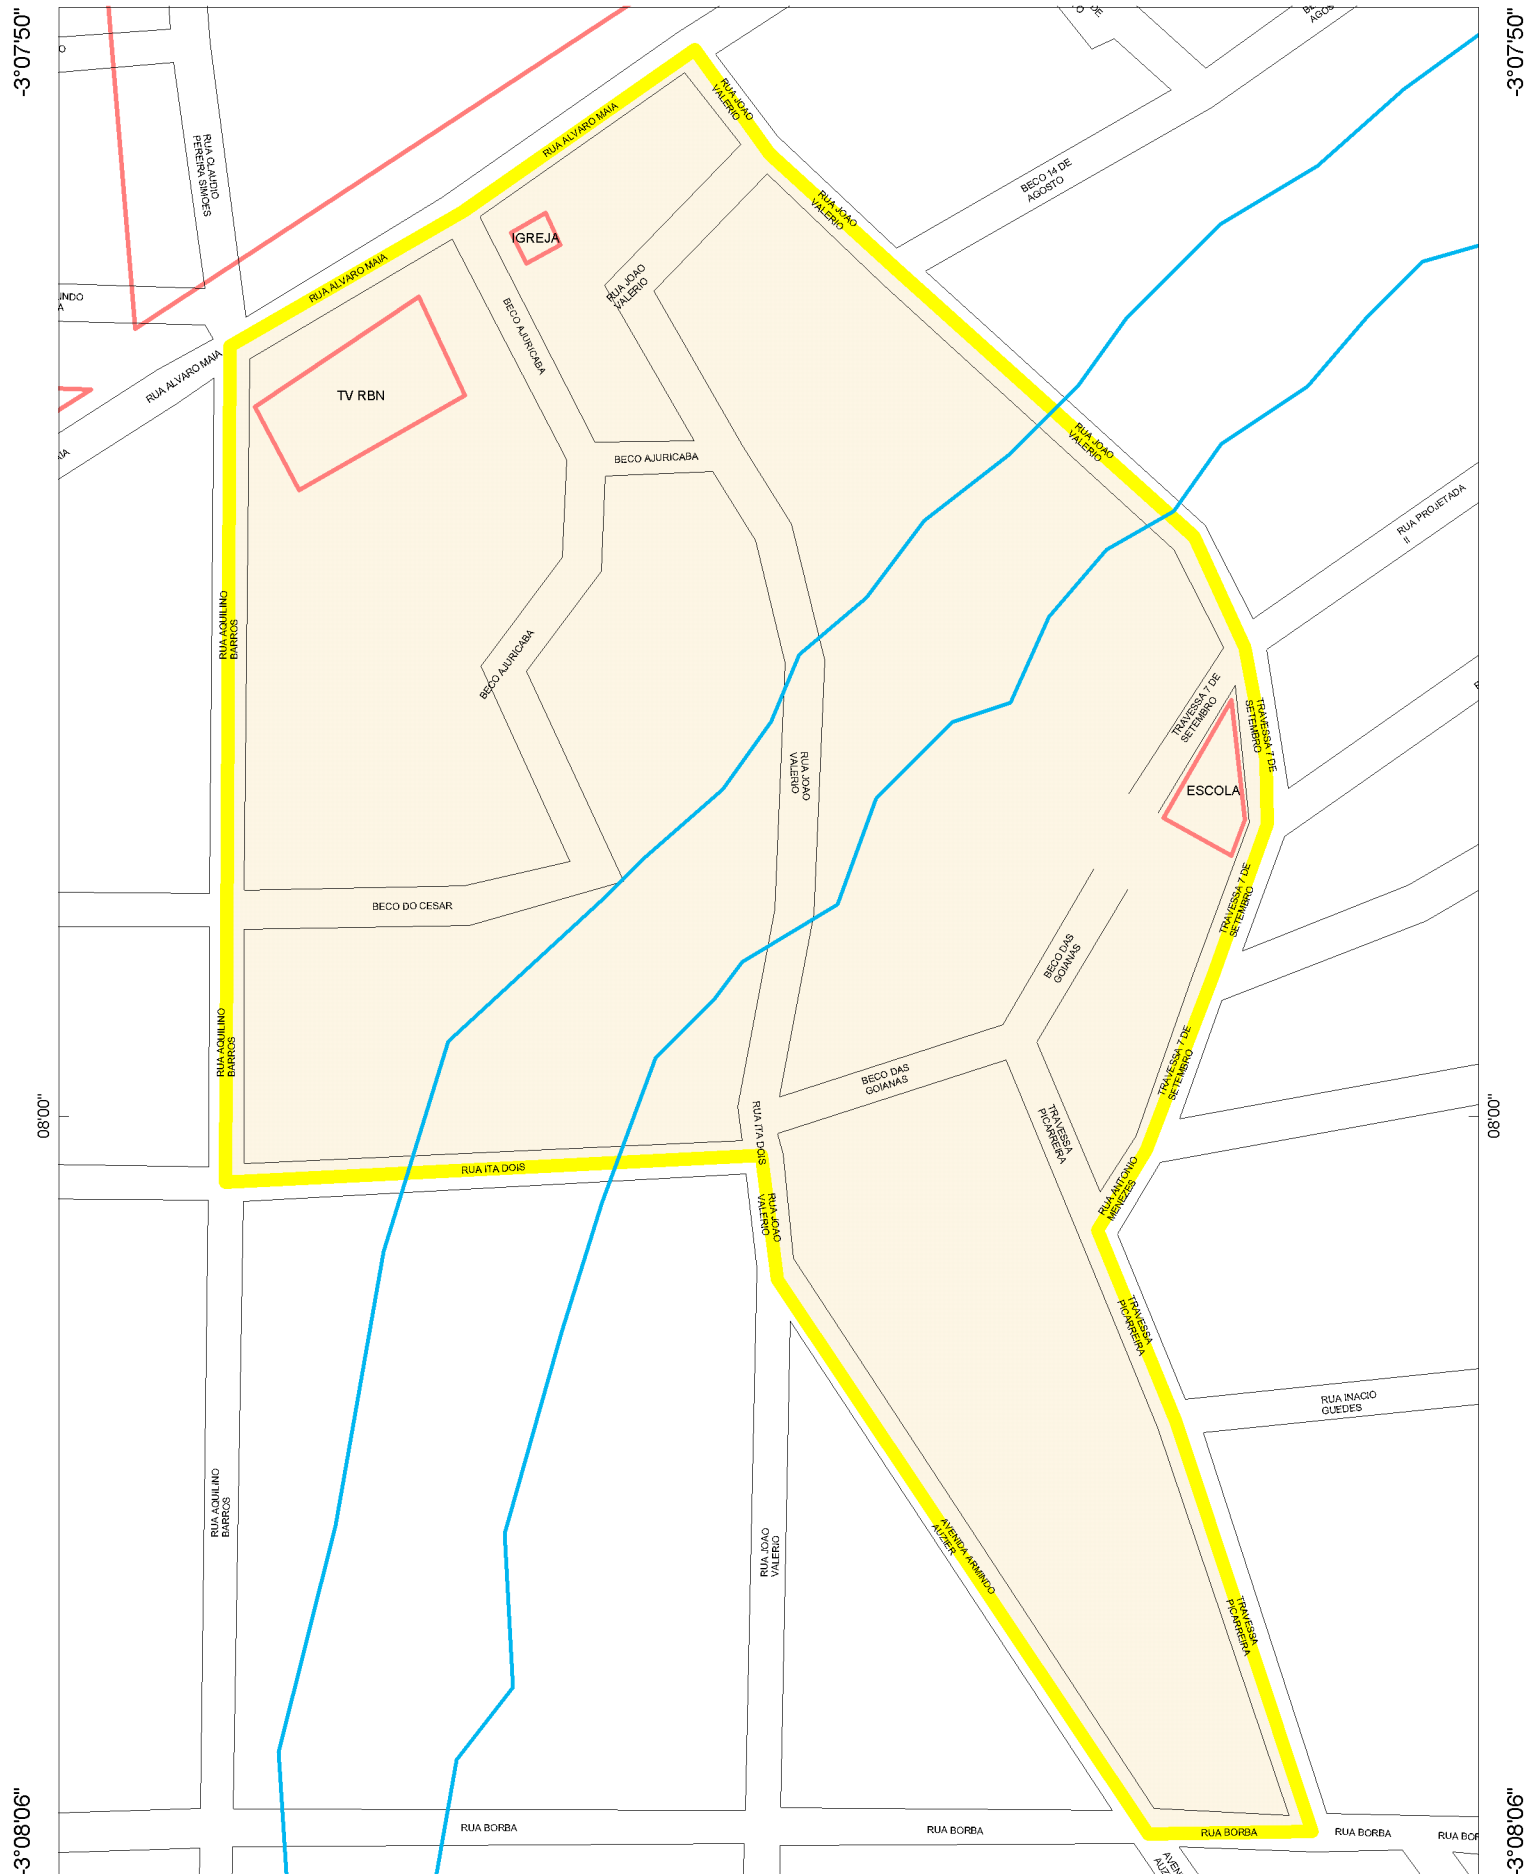 -3°07'50"
-3°07'50"
RUA JOAO
VALERIO
RUA ALVARO MAIA
RUA CLAUDIO
PEREIRA SIMOES
BECO 14 DE
AGOSTO
RUA JOAO
VALERIO
IGREJA
RUA ALVARO MAIA
RUA JOAO
VALERIO
BECO AJURICABA
RUA ALVARO MAIA
TV RBN
RUA JOAO
VALERIO
BECO AJURICABA
RUA PROJETADA
II
RUA AQUILINO
BARROS
BECO AJURICABA
TRAVESSA 7 DE
SETEMBRO
TRAVESSA 7 DE
SETEMBRO
RUA JOAO
VALERIO
ESCOLA
BECO DO CESAR
TRAVESSA 7 DE
SETEMBRO
BECO DAS
GOIANAS
RUA AQUILINO
BARROS
TRAVESSA 7 DE
SETEMBRO
BECO DAS
GOIANAS
08'00"
08'00"
RUA ITA DOIS
TRAVESSA
PICARREIRA
RUA ITA DOIS
RUA ANTONIO
MENEZES
RUA JOAO
VALERIO
TRAVESSA
PICARREIRA
RUA INACIO
GUEDES
RUA AQUILINO
BARROS
RUA JOAO
VALERIO
AVENIDA ARMINDO
AUZIER
TRAVESSA
PICARREIRA
-3°08'06"
-3°08'06"
RUA BORBA
RUA BORBA
RUA BORBA
RUA BORBA
RUA BOR